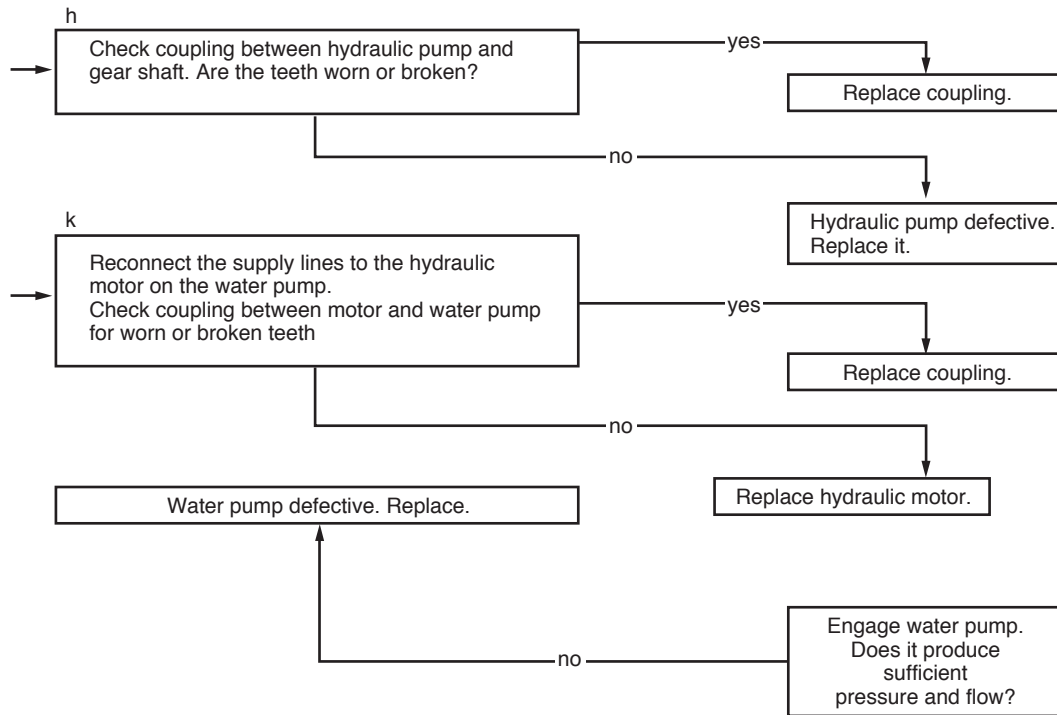 h
Check coupling between hydraulic pump and
gear shaft. Are the teeth worn or broken?
yes
Replace coupling.
no
Hydraulic pump defective.
Replace it.
k
Reconnect the supply lines to the hydraulic
motor on the water pump.
Check coupling between motor and water pump
for worn or broken teeth
yes
Replace coupling.
no
Replace hydraulic motor.
Water pump defective. Replace.
Engage water pump.
Does it produce
sufficient
pressure and flow?
no